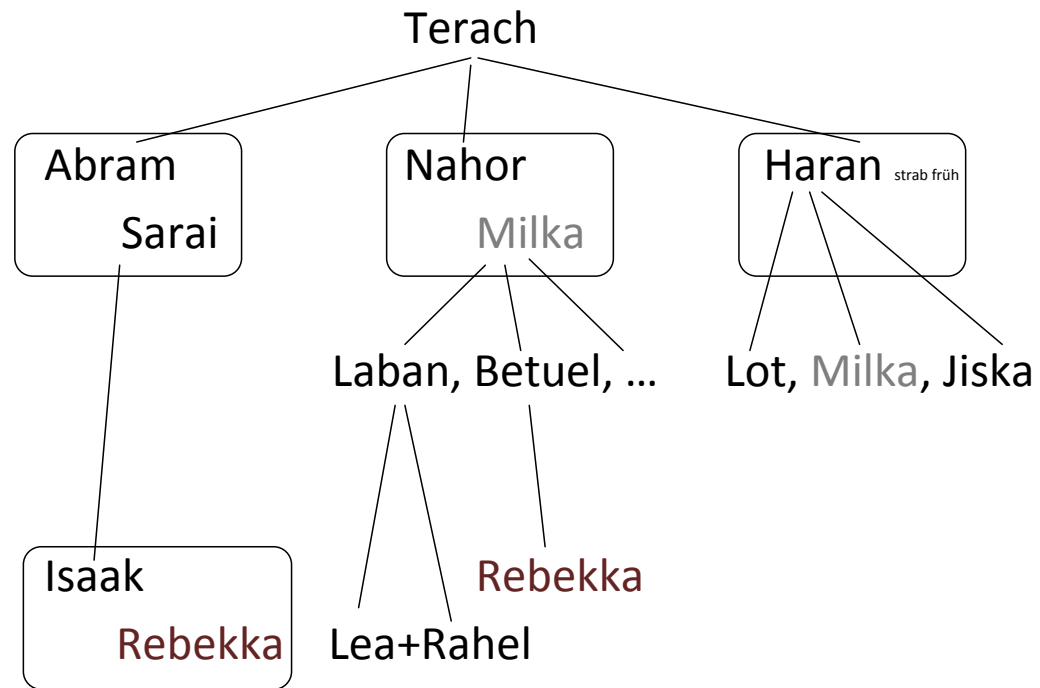 Terach
Abram Nahor Haran strab früh
Sarai Milka
Laban, Betuel, ... Lot, Milka, Jiska
Isaak Rebekka
Rebekka Lea+Rahel